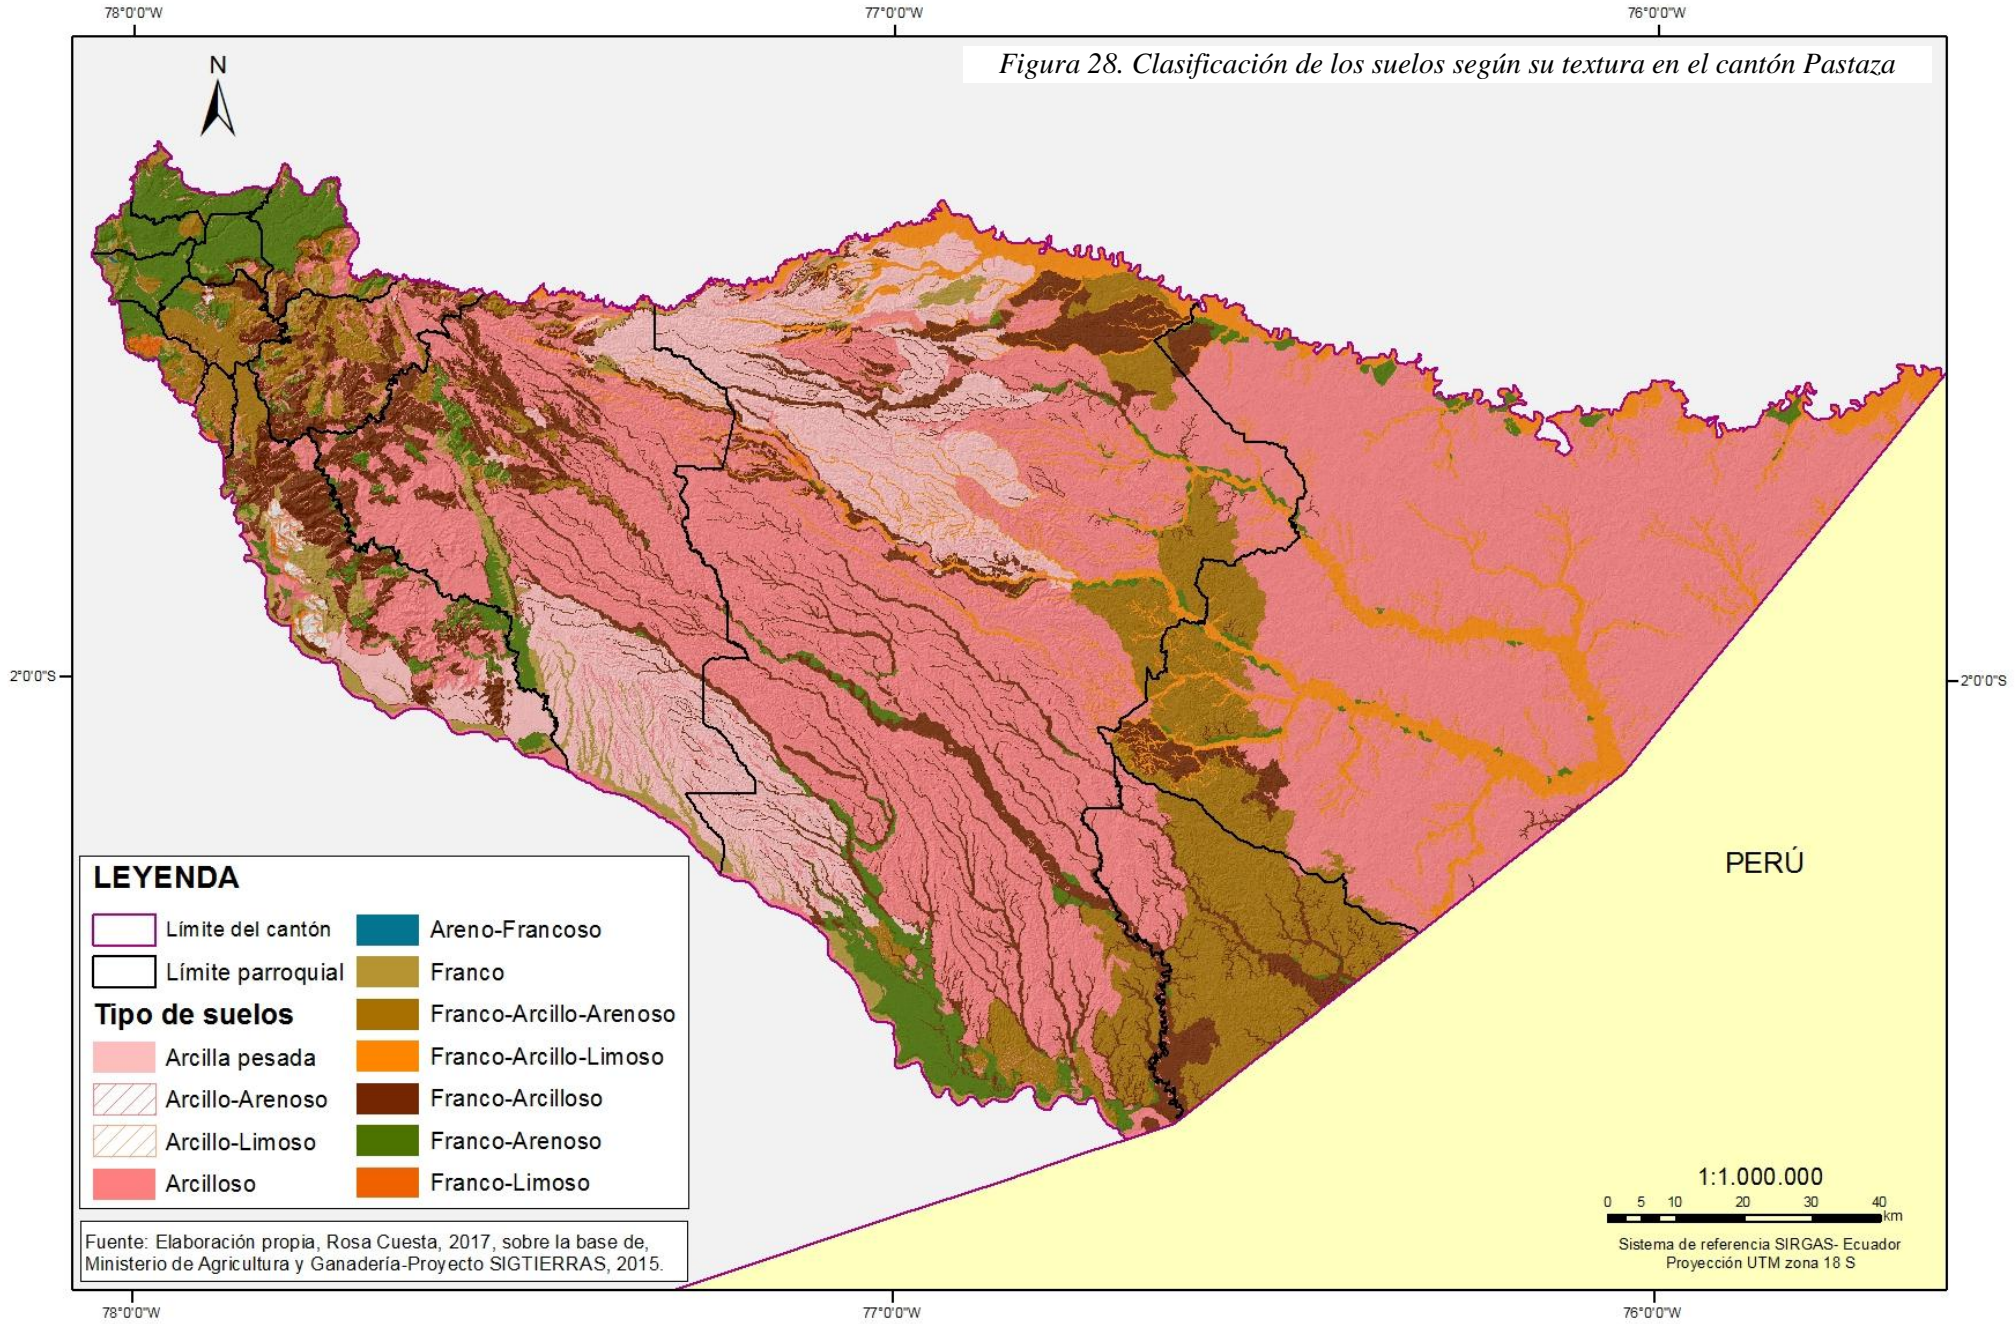 78°0'0"W
77°0'0"W
76°0'0"W
Figura 28. Clasificación de los suelos según su textura en el cantón Pastaza
N
2°0'0"S
2°0'0"S
PERÚ
LEYENDA
Límite del cantón
Límite parroquial
Tipo de suelos
Arcilla pesada
Arcillo-Arenoso
Arcillo-Limoso
Arcilloso
Areno-Francoso
Franco
Franco-Arcillo-Arenoso
Franco-Arcillo-Limoso
Franco-Arcilloso
Franco-Arenoso
Franco-Limoso
Fuente: Elaboración propia, Rosa Cuesta, 2017, sobre la base de,
Ministerio de Agricultura y Ganadería-Proyecto SIGTIERRAS, 2015.
1:1.000.000
0 5 10 20 30 40
km
Sistema de referencia SIRGAS- Ecuador
Proyección UTM zona 18 S
78°0'0"W
77°0'0"W
76°0'0"W